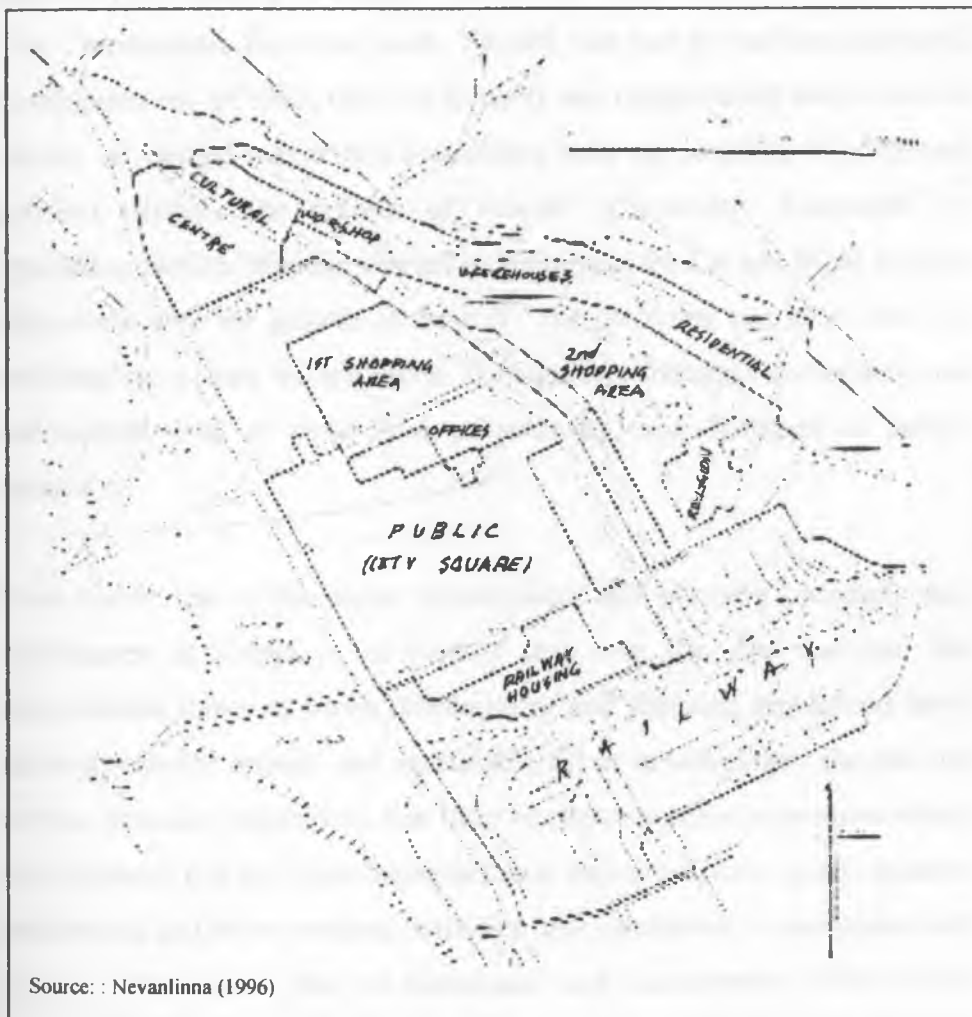 CULTURAL
CENTRE
WORKSHOP
WAREHOUSES
RESIDENTIAL
1ST SHOPPING
AREA
2nd
SHOPPING
AREA
OFFICES
RELIGION
PUBLIC
(CITY SQUARE)
RAILWAY
HOUSING
RAILWAY
Source: : Nevanlinna (1996)